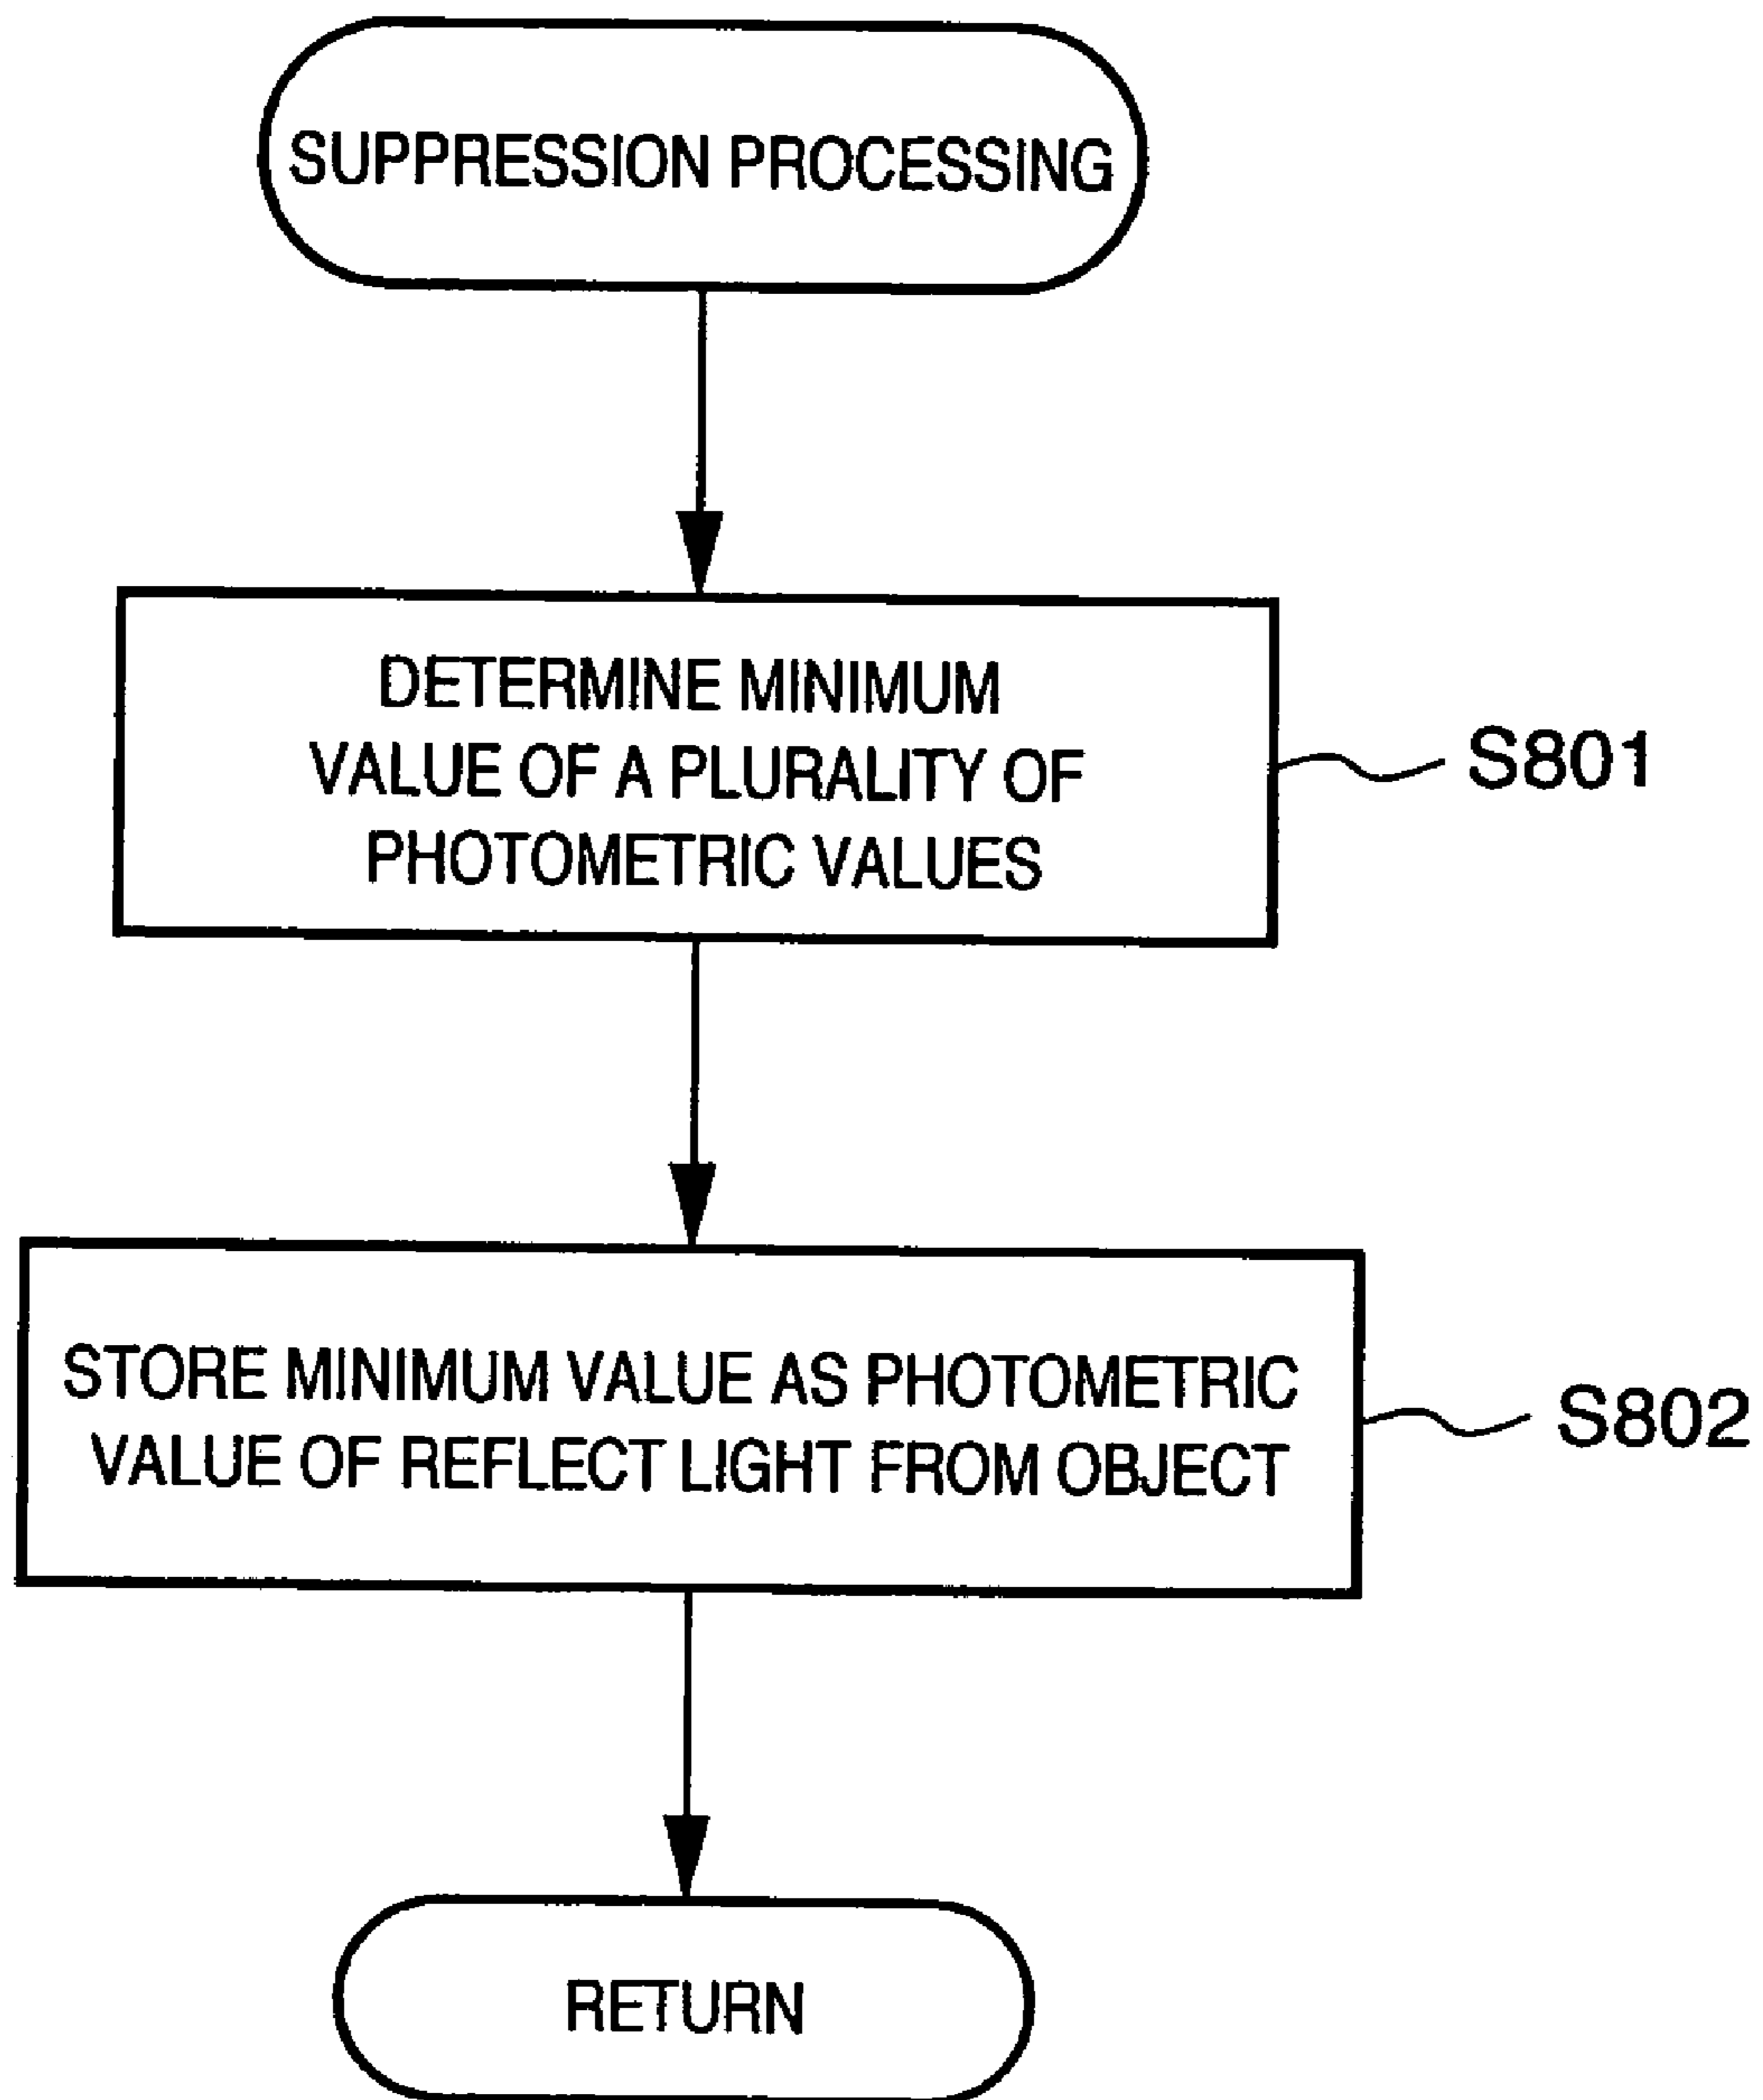 SUPPRESSION PROCESSING
DETERMINE MINIMUM
VALUE OF A PLURALITY OF
PHOTOMETRIC VALUES
S801
STORE MINIMUM VALUE AS PHOTOMETRIC
VALUE OF REFLECT LIGHT FROM OBJECT
S802
RETURN